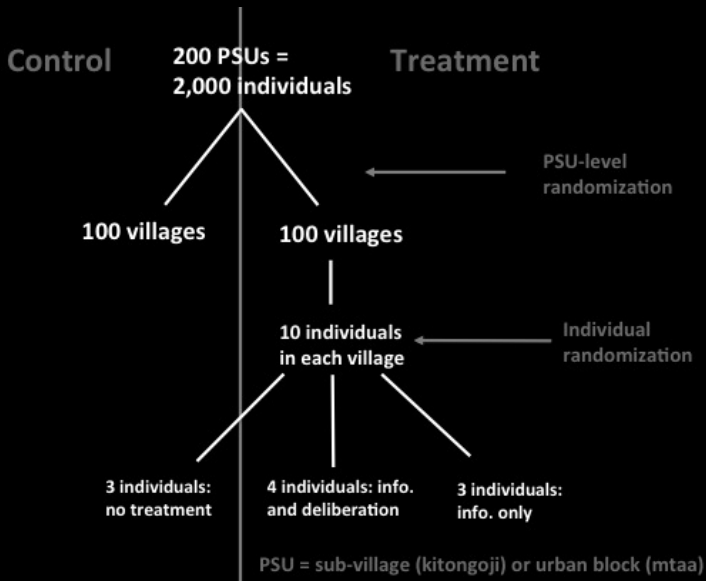 Control
200 PSUs =
2,000 individuals
Treatment
PSU-level
randomization
100 villages
100 villages
10 individuals
in each village
Individual
randomization
3 individuals:
no treatment
4 individuals: info.
and deliberation
3 individuals:
info. only
PSU = sub-village (kitongoji) or urban block (mtaa)